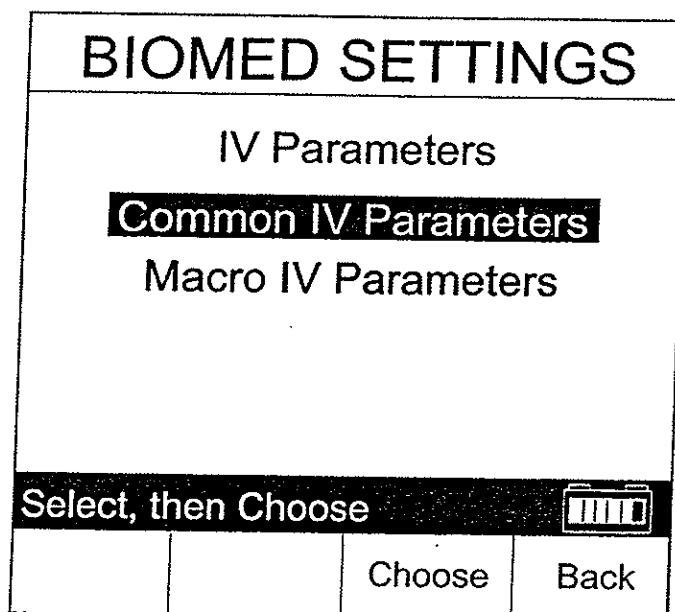 BIOMED SETTINGS
IV Parameters
Common IV Parameters
Macro IV Parameters
Select, then Choose
Choose Back